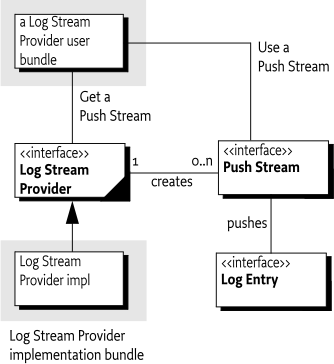 a Log Stream
Provider user
bundle
Use a
Push Stream
Get a
Push Stream
<<interface>>
Log Stream
Provider
1
0..n
creates
<<interface>>
Push Stream
pushes
Log Stream
Provider impl
<<interface>>
Log Entry
Log Stream Provider
implementation bundle